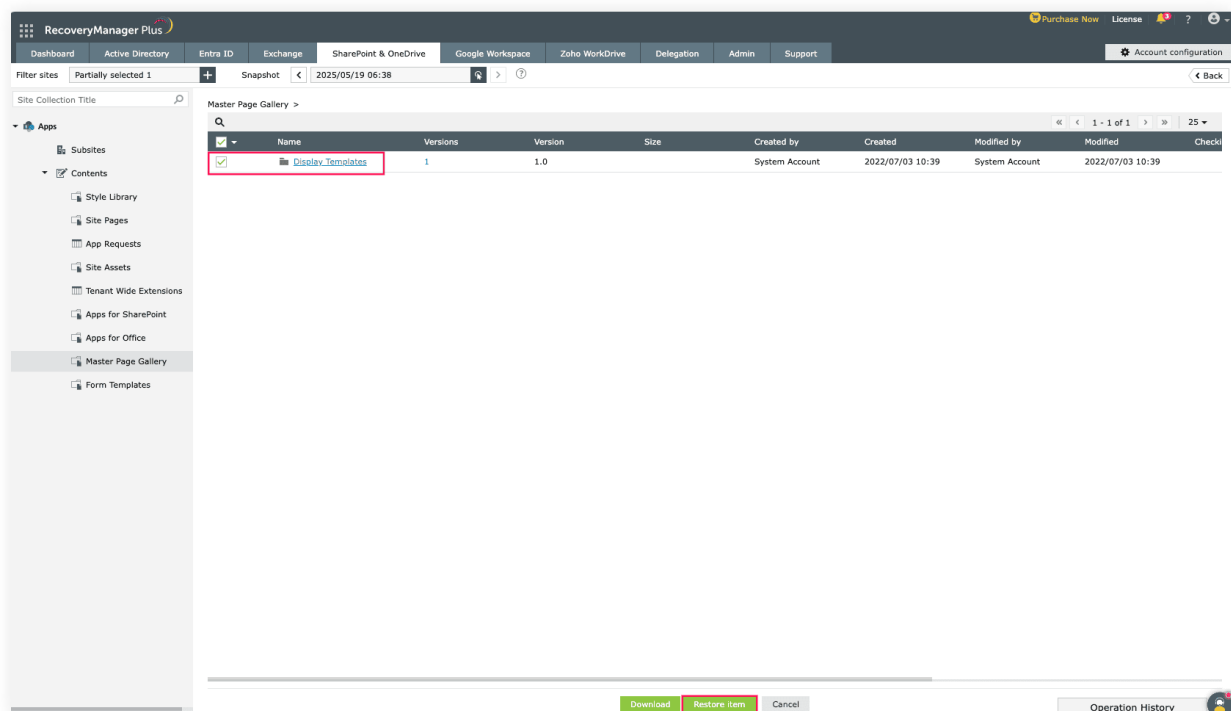 Purchase Now License 3 ?
RecoveryManager Plus
Dashboard Active Directory Entra ID Exchange SharePoint & OneDrive Google Workspace Zoho WorkDrive Delegation Admin Support Account configuration
Filter sites Partially selected 1 + Snapshot 2025/05/19 06:38 ? Back
Site Collection Title
Master Page Gallery >
1 - 1 of 1 25
Apps
Name Versions Version Size Created by Created Modified by Modified Checki
Subsites
Display Templates 1 1.0 System Account 2022/07/03 10:39 System Account 2022/07/03 10:39
Contents
Style Library
Site Pages
App Requests
Site Assets
Tenant Wide Extensions
Apps for SharePoint
Apps for Office
Master Page Gallery
Form Templates
Download Restore item Cancel Operation History